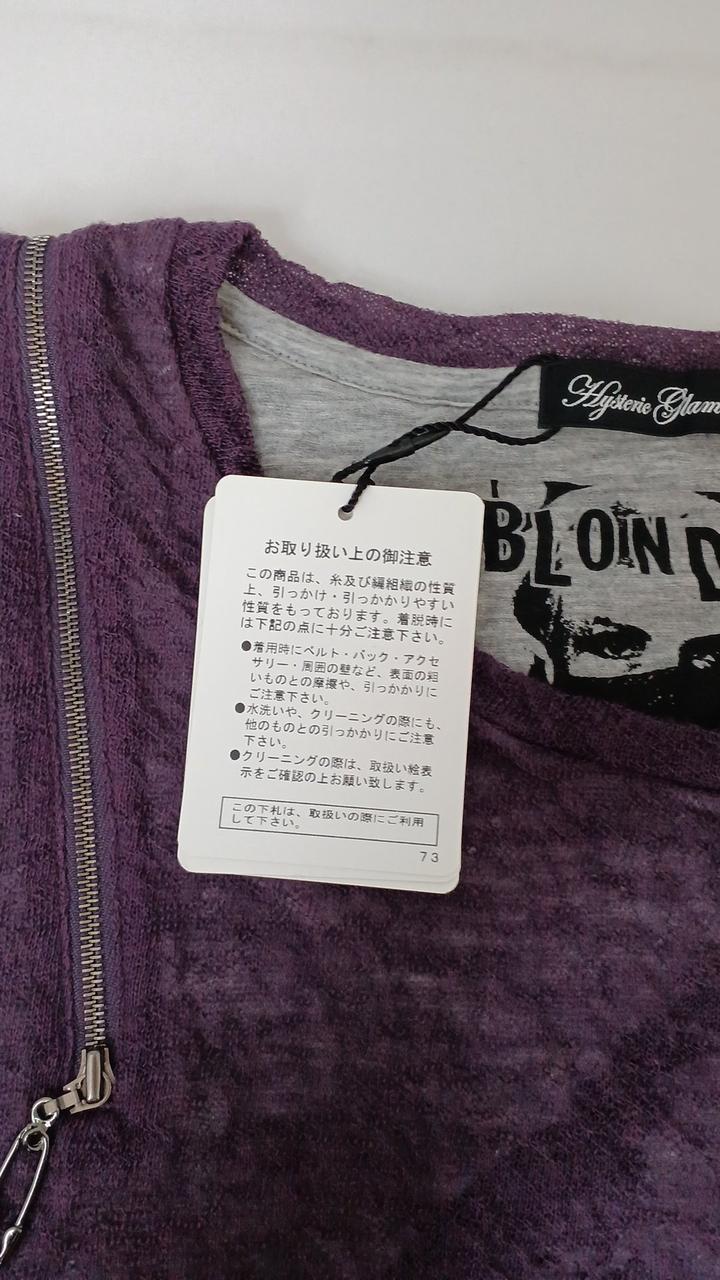 Hysteric Glam
BLOIND
お取り扱い上の御注意
この商品は、糸及び編組織の性質
上、引っかけ・引っかかりやすい
性質をもっております。着脱時に
は下記の点に十分ご注意下さい。
●着用時にベルト・バック・アクセ
サリー・周囲の壁など、表面の粗
いものとの摩擦や、引っかかりに
ご注意下さい。
●水洗いや、クリーニングの際にも、
他のものとの引っかかりにご注意
下さい。
●クリーニングの際は、取扱い絵表
示をご確認の上お願い致します。
この下札は、取扱いの際にご利用
して下さい。
73